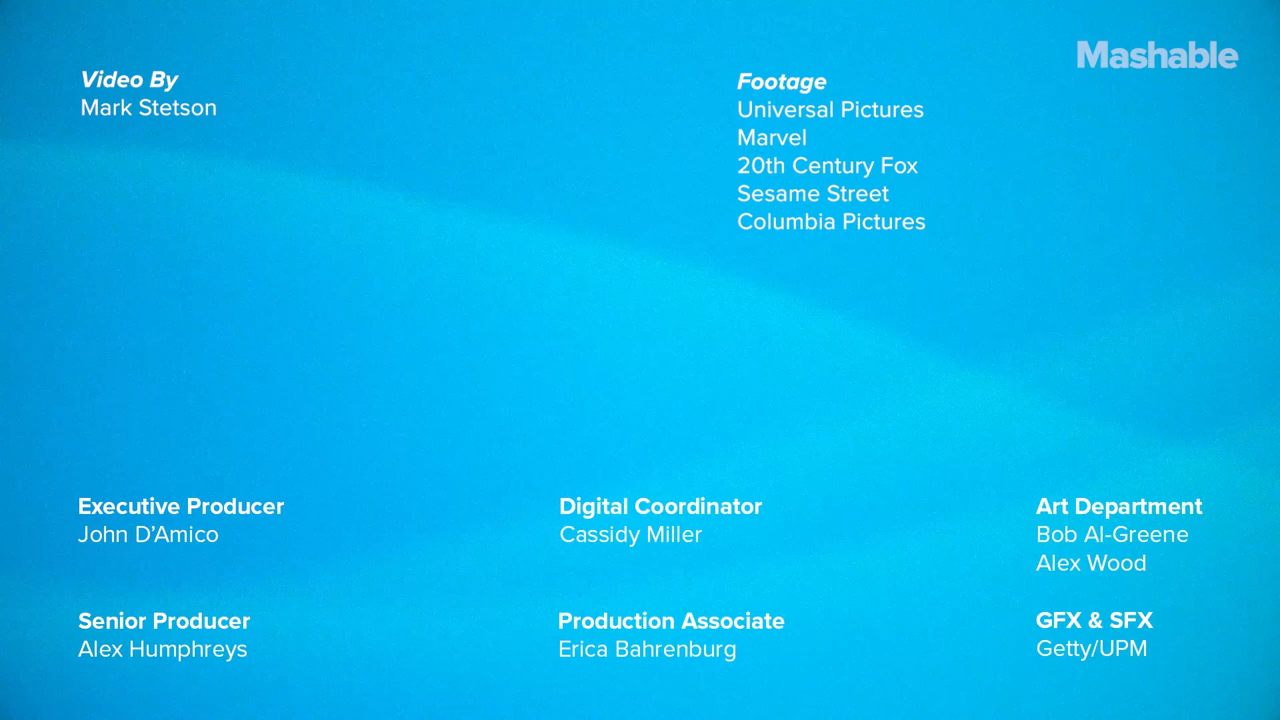 Mashable
Video By
Mark Stetson
Footage
Universal Pictures
Marvel
20th Century Fox
Sesame Street
Columbia Pictures
Executive Producer
John D’Amico
Senior Producer
Alex Humphreys
Digital Coordinator
Cassidy Miller
Production Associate
Erica Bahrenburg
Art Department
Bob Al-Greene
Alex Wood
GFX & SFX
Getty/UPM